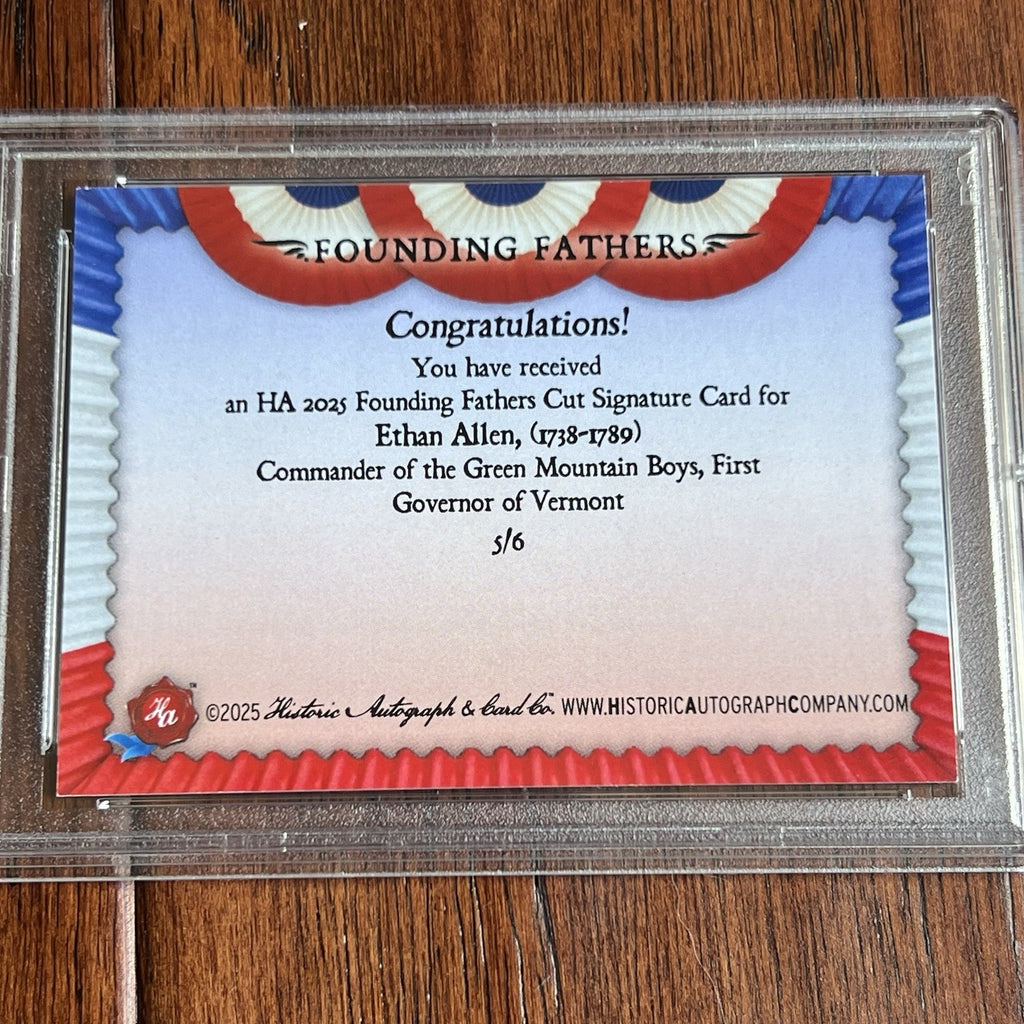 FOUNDING FATHERS
Congratulations!
You have received
an HA 2025 Founding Fathers Cut Signature Card for
Ethan Allen, (1738-1789)
Commander of the Green Mountain Boys, First
Governor of Vermont
5/6
Ha ™
©2025 Historic Autograph & Card Co.™ WWW.HISTORICAUTOGRAPHCOMPANY.COM